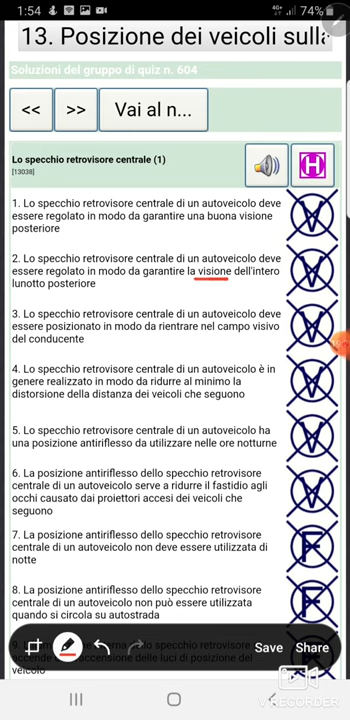 1:54
4G+
74%
13. Posizione dei veicoli sulla
Soluzioni del gruppo di quiz n. 604
<<
>>
Vai al n...
Lo specchio retrovisore centrale (1)
[13038]
H
1. Lo specchio retrovisore centrale di un autoveicolo deve
essere regolato in modo da garantire una buona visione
posteriore
V
2. Lo specchio retrovisore centrale di un autoveicolo deve
essere regolato in modo da garantire la visione dell'intero
lunotto posteriore
V
3. Lo specchio retrovisore centrale di un autoveicolo deve
essere posizionato in modo da rientrare nel campo visivo
del conducente
V
4. Lo specchio retrovisore centrale di un autoveicolo è in
genere realizzato in modo da ridurre al minimo la
distorsione della distanza dei veicoli che seguono
V
5. Lo specchio retrovisore centrale di un autoveicolo ha
una posizione antiriflesso da utilizzare nelle ore notturne
V
6. La posizione antiriflesso dello specchio retrovisore
centrale di un autoveicolo serve a ridurre il fastidio agli
occhi causato dai proiettori accesi dei veicoli che
seguono
V
7. La posizione antiriflesso dello specchio retrovisore
centrale di un autoveicolo non deve essere utilizzata di
notte
F
8. La posizione antiriflesso dello specchio retrovisore
centrale di un autoveicolo non può essere utilizzata
quando si circola su autostrada
F
9. specchio retrovisore
accensione delle luci di posizione del
veicolo
Save
Share
VRECORDER